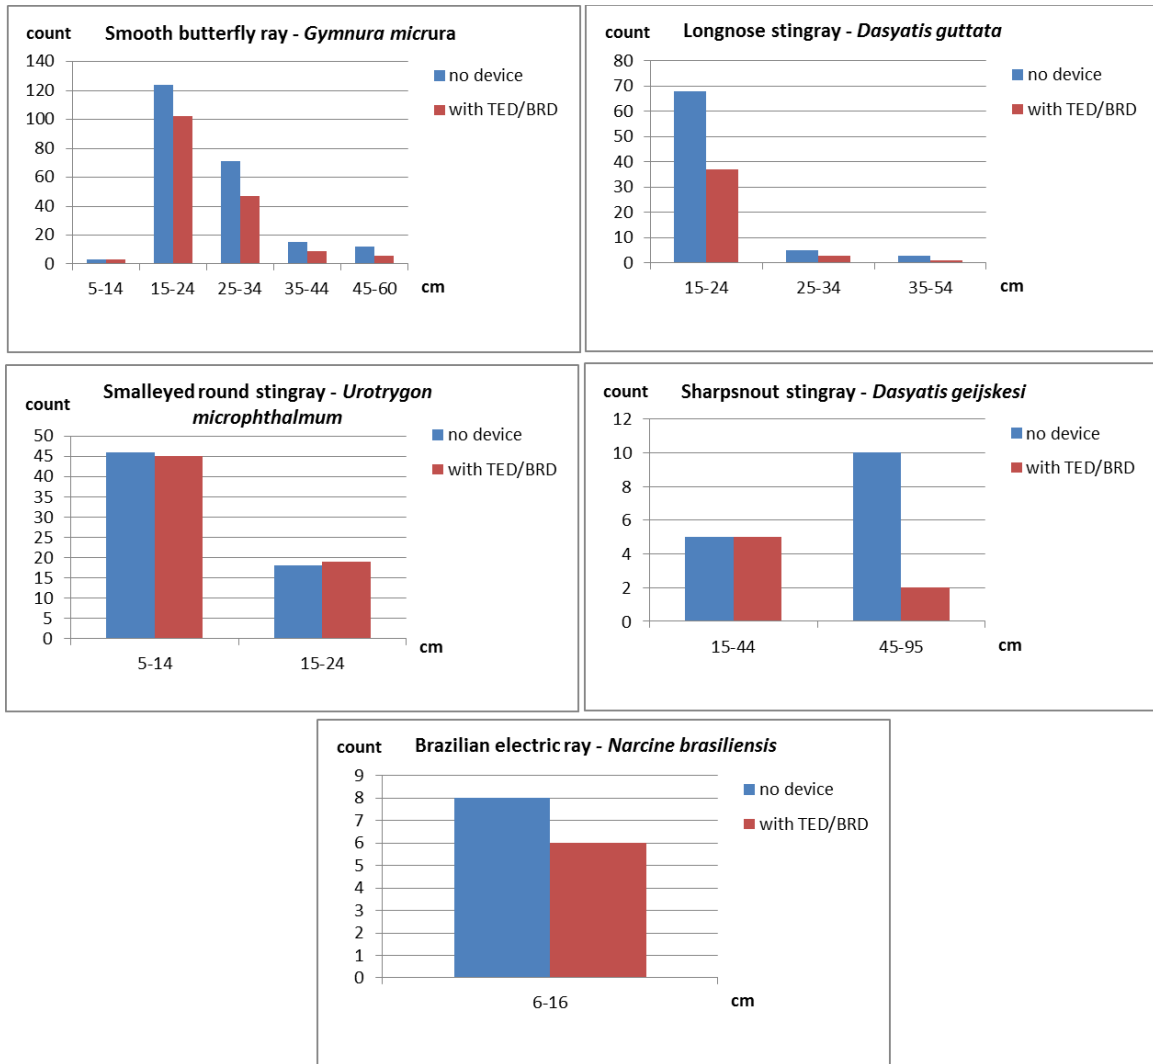 count
Smooth butterfly ray - Gymnura micrura
140
120
100
80
60
40
20
0
5-14 15-24 25-34 35-44 45-60
cm
no device
with TED/BRD
count
Longnose stingray - Dasyatis guttata
80
70
60
50
40
30
20
10
0
15-24 25-34 35-54
cm
no device
with TED/BRD
count
Smalleyed round stingray - Urotrygon
microphthalmum
50
45
40
35
30
25
20
15
10
5
0
5-14 15-24
cm
no device
with TED/BRD
count
Sharpsnout stingray - Dasyatis geijskesi
12
10
8
6
4
2
0
15-44 45-95
cm
no device
with TED/BRD
count
Brazilian electric ray - Narcine brasiliensis
9
8
7
6
5
4
3
2
1
0
6-16
cm
no device
with TED/BRD